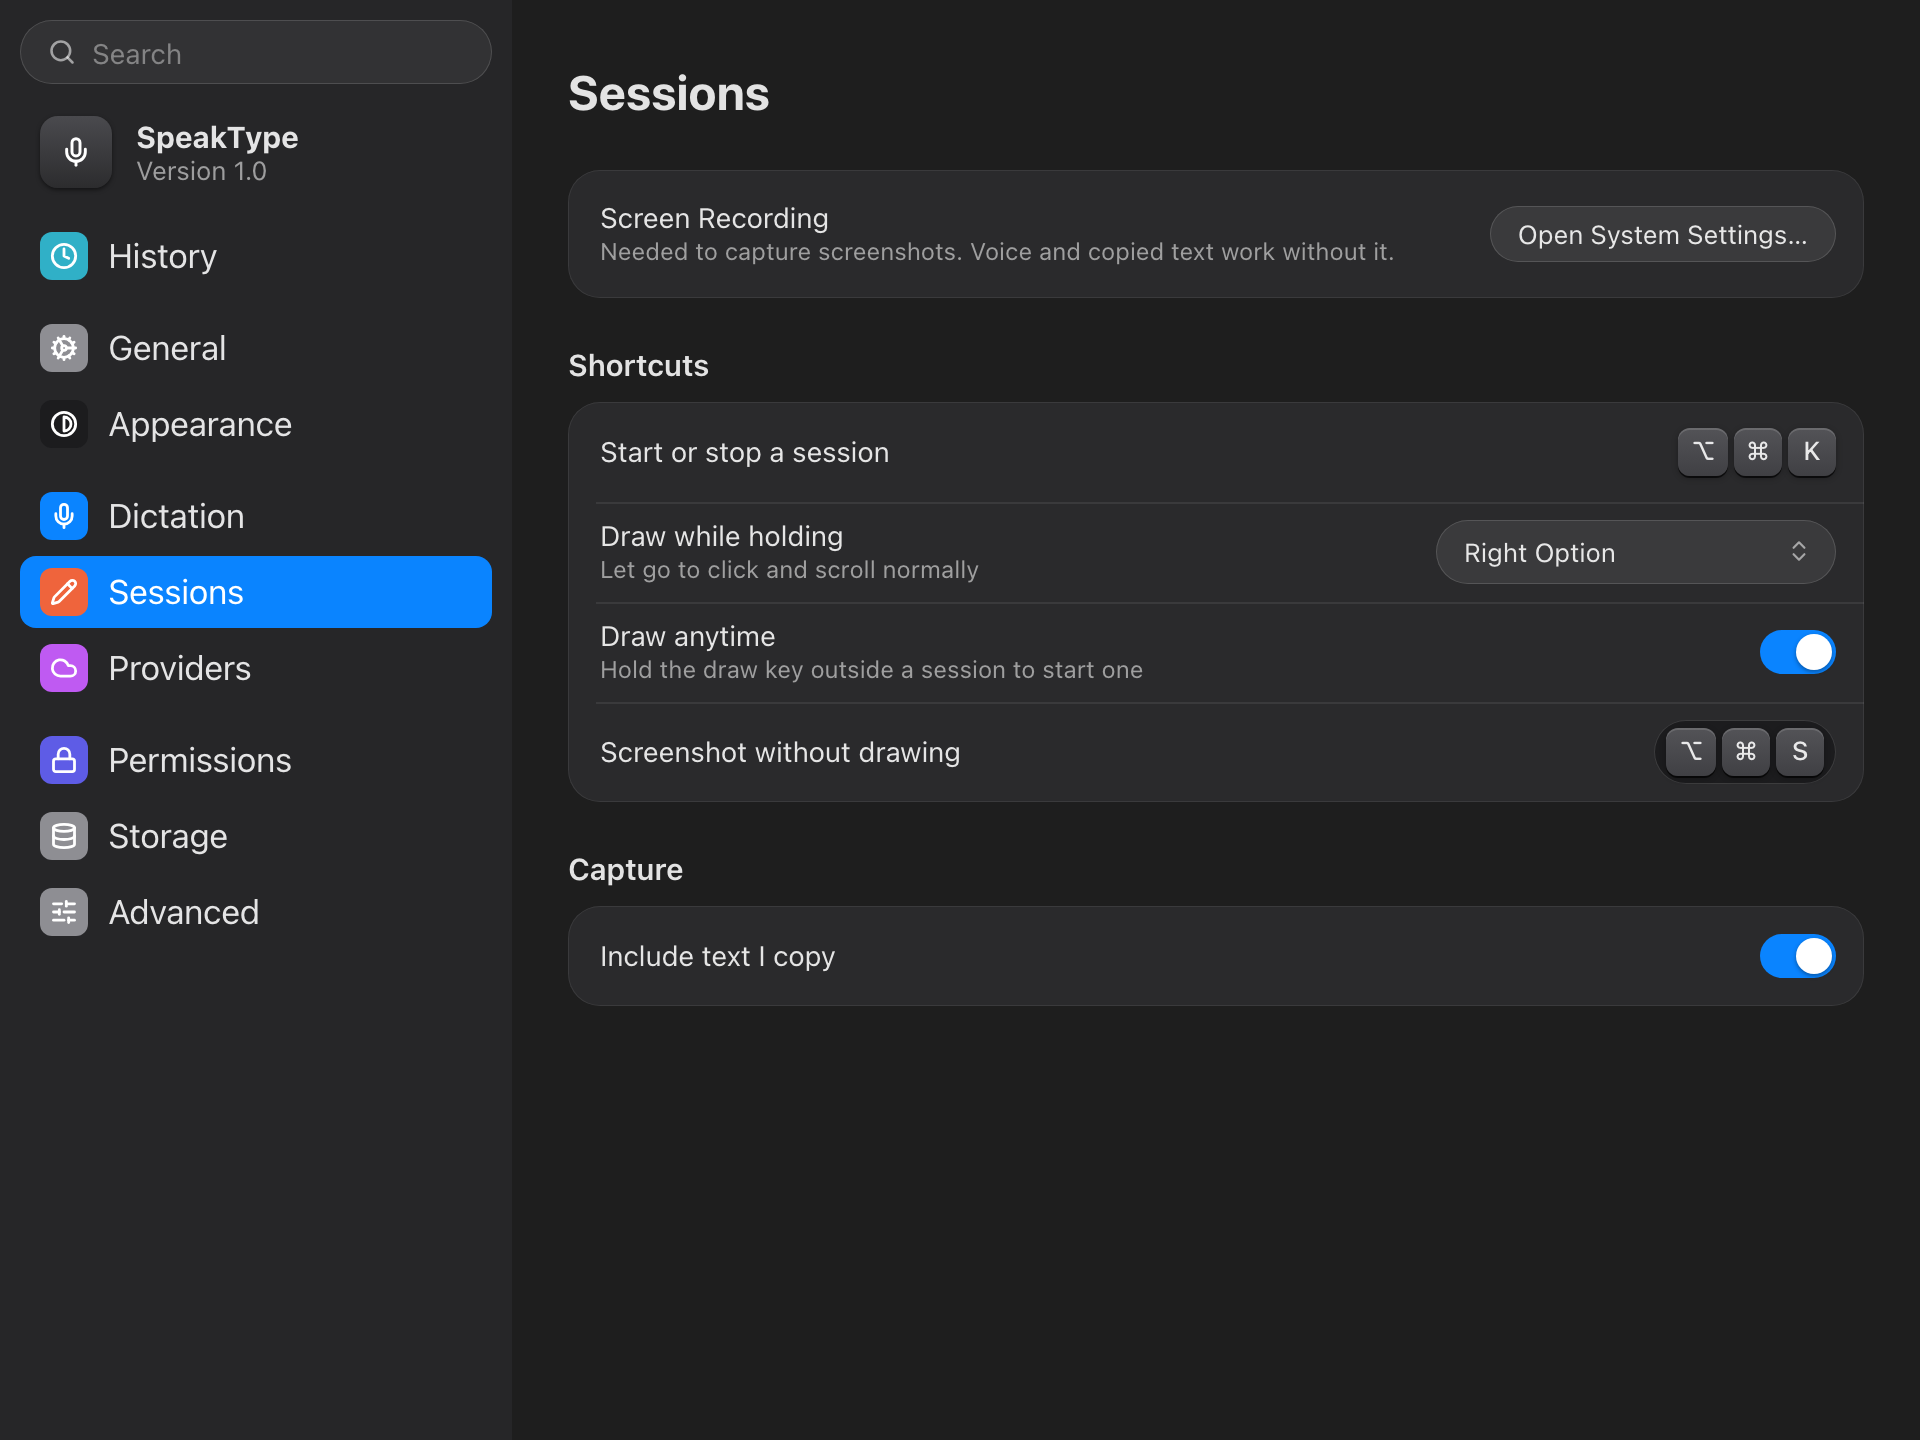 Search
SpeakType
Version 1.0
History
General
Appearance
Dictation
Sessions
Providers
Permissions
Storage
Advanced
Sessions
Screen Recording
Needed to capture screenshots. Voice and copied text work without it.
Open System Settings...
Shortcuts
Start or stop a session
⌥ ⌘ K
Draw while holding
Let go to click and scroll normally
Right Option
Draw anytime
Hold the draw key outside a session to start one
Screenshot without drawing
⌥ ⌘ S
Capture
Include text I copy